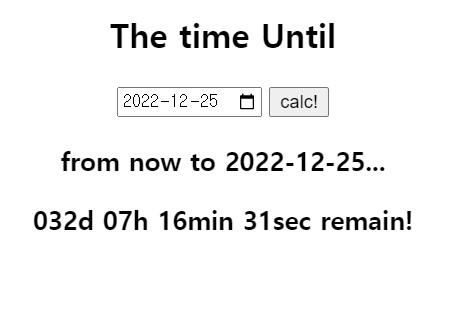 The time Until
2022-12-25 calc!
from now to 2022-12-25...
032d 07h 16min 31sec remain!